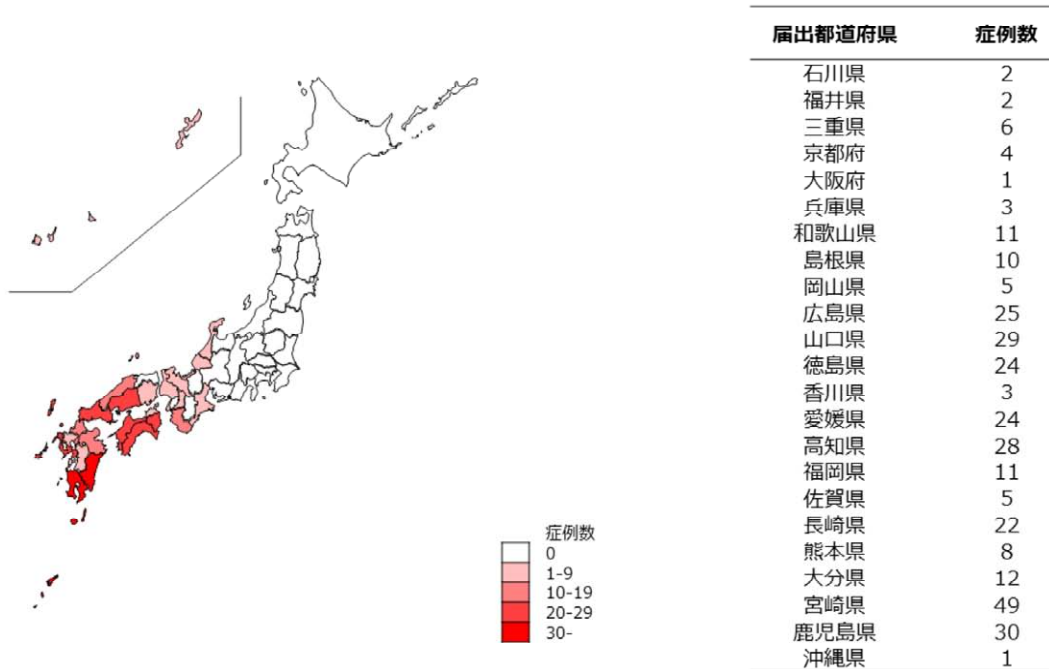 届出都道府県 症例数
石川県 2
福井県 2
三重県 6
京都府 4
大阪府 1
兵庫県 3
和歌山県 11
島根県 10
岡山県 5
広島県 25
山口県 29
徳島県 24
香川県 3
愛媛県 24
高知県 28
福岡県 11
佐賀県 5
長崎県 22
熊本県 8
大分県 12
宮崎県 49
鹿児島県 30
沖縄県 1
症例数
0
1-9
10-19
20-29
30-